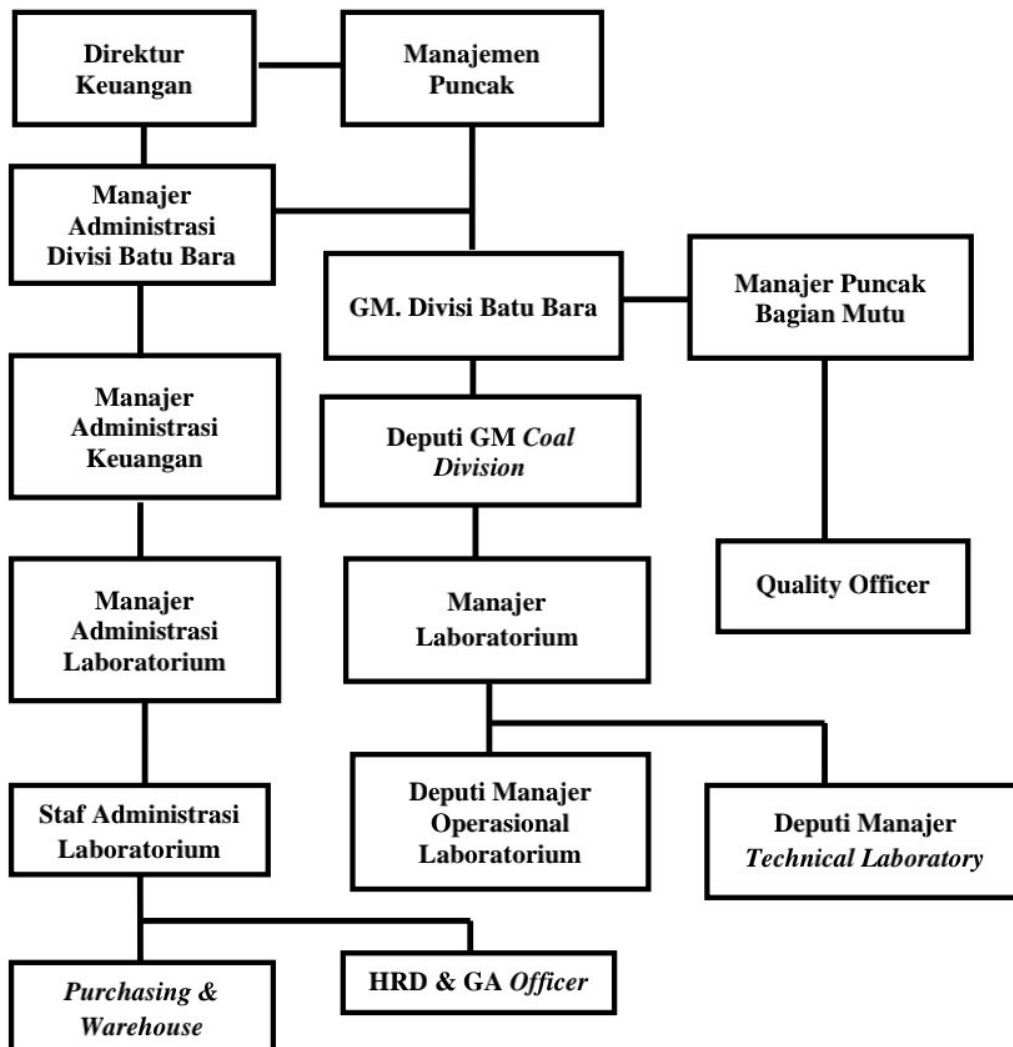 Direktur
Keuangan
Manajemen
Puncak
Manajer
Administrasi
Divisi Batu Bara
GM. Divisi Batu Bara
Manajer Puncak
Bagian Mutu
Manajer
Administrasi
Keuangan
Deputi GM Coal
Division
Manajer
Administrasi
Laboratorium
Manajer
Laboratorium
Quality Officer
Staf Administrasi
Laboratorium
Deputi Manajer
Operasional
Laboratorium
Deputi Manajer
Technical Laboratory
Purchasing &
Warehouse
HRD & GA Officer